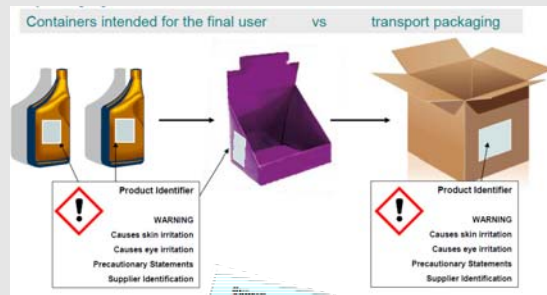 Containers intended for the final user vs transport packaging
Product Identifier
WARNING
Causes skin irritation
Causes eye irritation
Precautionary Statements
Supplier Identification
Product Identifier
WARNING
Causes skin irritation
Causes eye irritation
Precautionary Statements
Supplier Identification